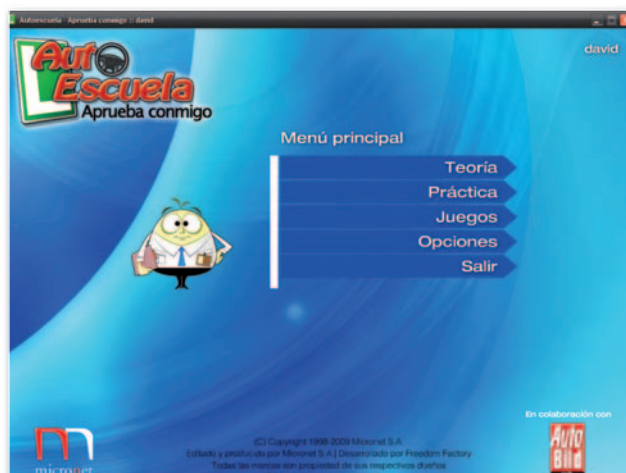 Autoescuela - Aprueba conmigo :: david
david
Auto
Escuela
Aprueba conmigo
Menú principal
Teoría
Práctica
Juegos
Opciones
Salir
En colaboración con
Auto
Bild
micronet
(C) Copyright 1998-2009 Micronet S.A.
Editado y producido por Micronet S.A | Desarrollado por Freedom Factory
Todas las marcas son propiedad de sus respectivos dueños